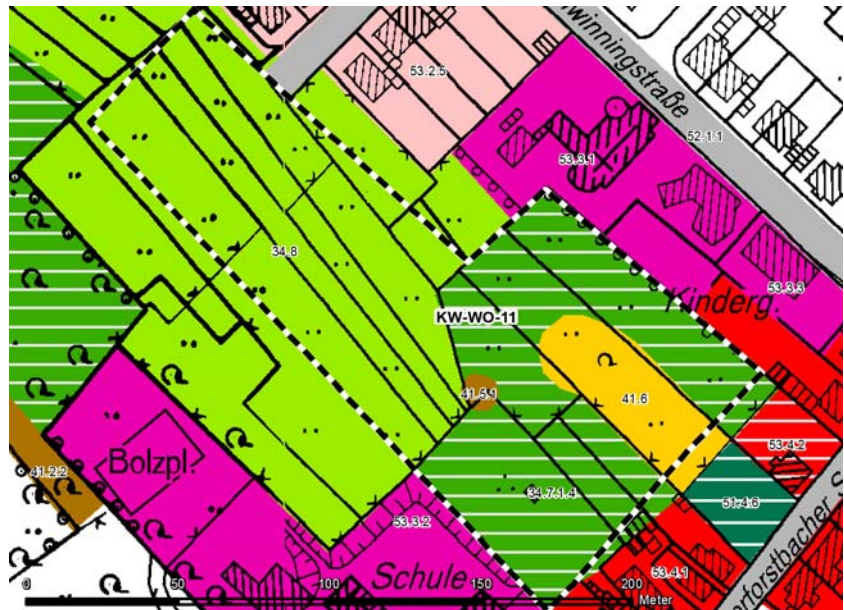 winningstraße
53.2.5
53.3.1
52.1.1
34.8
53.3.3
KW-WO-11
Kinderg.
41.5.1
41.6
53.4.2
Bolzpl.
41.2.2
34.7.1.4
51.4.6
53.3.2
Schule
53.4.1
rforstbacher S
0 50 100 150 200
Meter